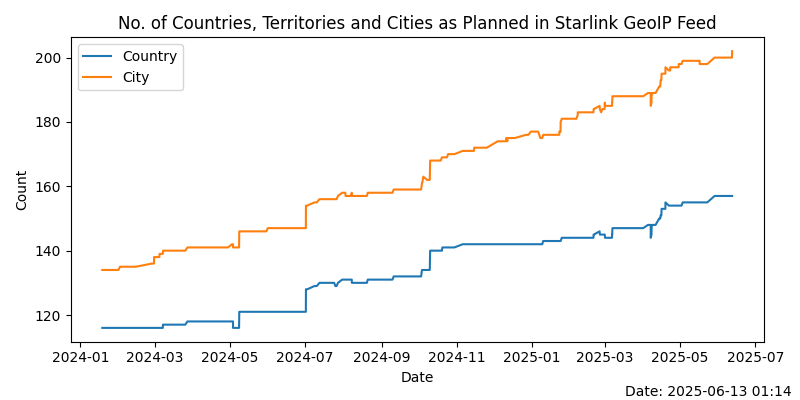 No. of Countries, Territories and Cities as Planned in Starlink GeoIP Feed
Country
City
200
180
160
140
120
Count
2024-01 2024-03 2024-05 2024-07 2024-09 2024-11 2025-01 2025-03 2025-05 2025-07
Date
Date: 2025-06-13 01:14